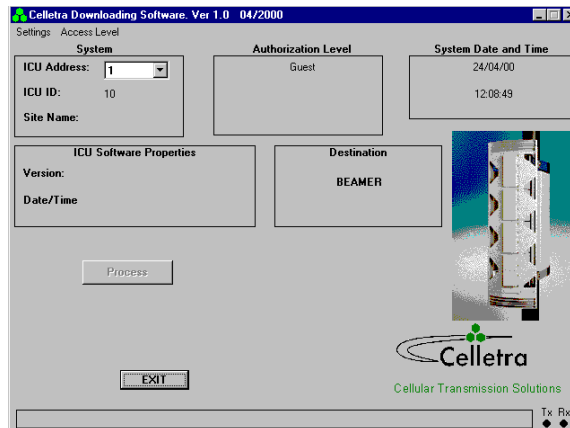 Celletra Downloading Software. Ver 1.0 04/2000
Settings Access Level
System
ICU Address: 1
ICU ID: 10
Site Name:
Authorization Level
Guest
System Date and Time
24/04/00
12:08:49
ICU Software Properties
Version:
Date/Time
Destination
BEAMER
Process
Celletra
Cellular Transmission Solutions
EXIT
Tx Rx